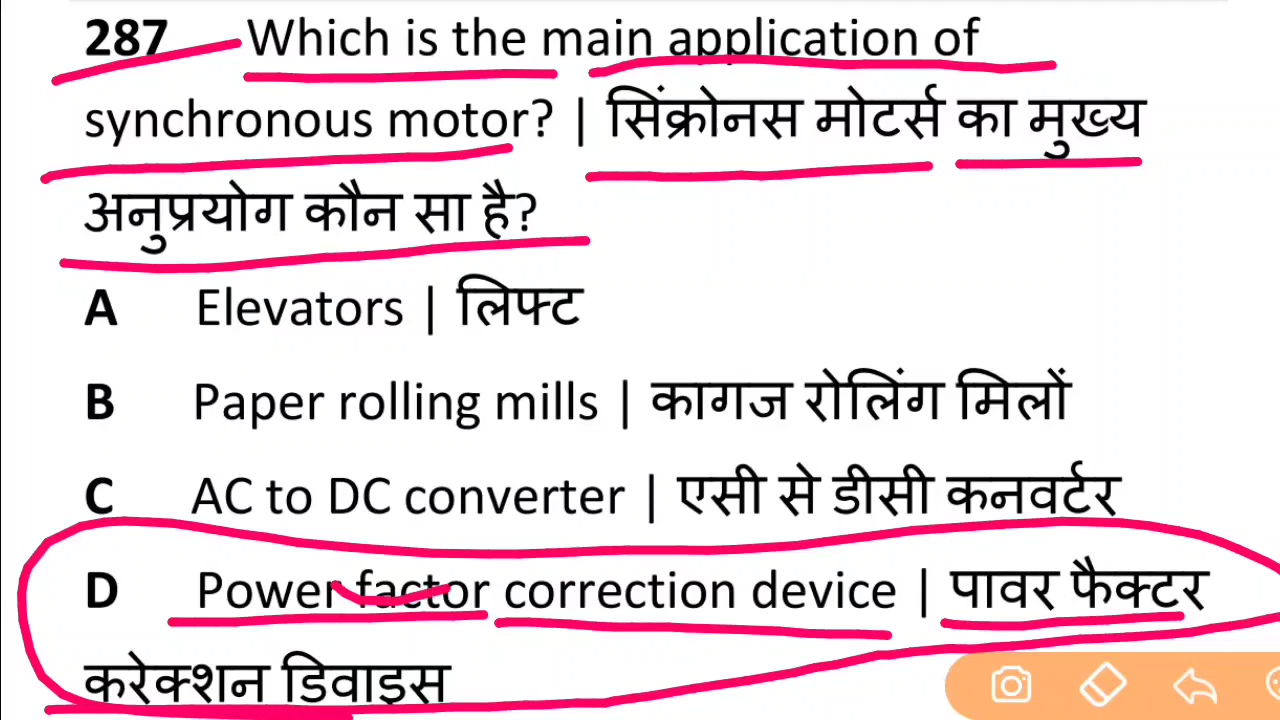 287 Which is the main application of
synchronous motor? | सिंक्रोनस मोटर्स का मुख्य
अनुप्रयोग कौन सा है?
A Elevators | लिफ्ट
B Paper rolling mills | कागज रोलिंग मिलों
C AC to DC converter | एसी से डीसी कनवर्टर
D Power factor correction device | पावर फैक्टर
करेक्शन डिवाइस